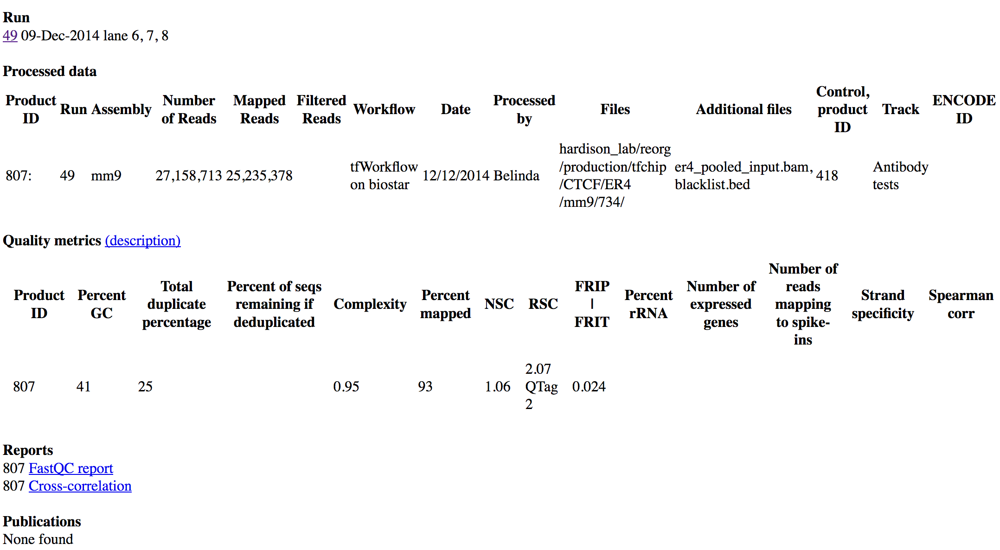 Run
49 09-Dec-2014 lane 6, 7, 8
Processed data
Product ID Run Assembly Number of Reads Mapped Reads Filtered Reads Workflow Date Processed by Files Additional files Control, product ID Track ENCODE ID
807: 49 mm9 27,158,713 25,235,378 tfWorkflow on biostar 12/12/2014 Belinda hardison_lab/reorg /production/tfchip /CTCF/ER4 /mm9/734/ er4_pooled_input.bam, blacklist.bed 418 Antibody tests
Quality metrics (description)
Product ID Percent GC Total duplicate percentage Percent of seqs remaining if deduplicated Complexity Percent mapped NSC RSC FRIP | FRIT Percent rRNA Number of expressed genes Number of reads mapping to spike-ins Strand specificity Spearman corr
807 41 25 0.95 93 1.06 2.07 QTag 2 0.024
Reports
807 FastQC report
807 Cross-correlation
Publications
None found